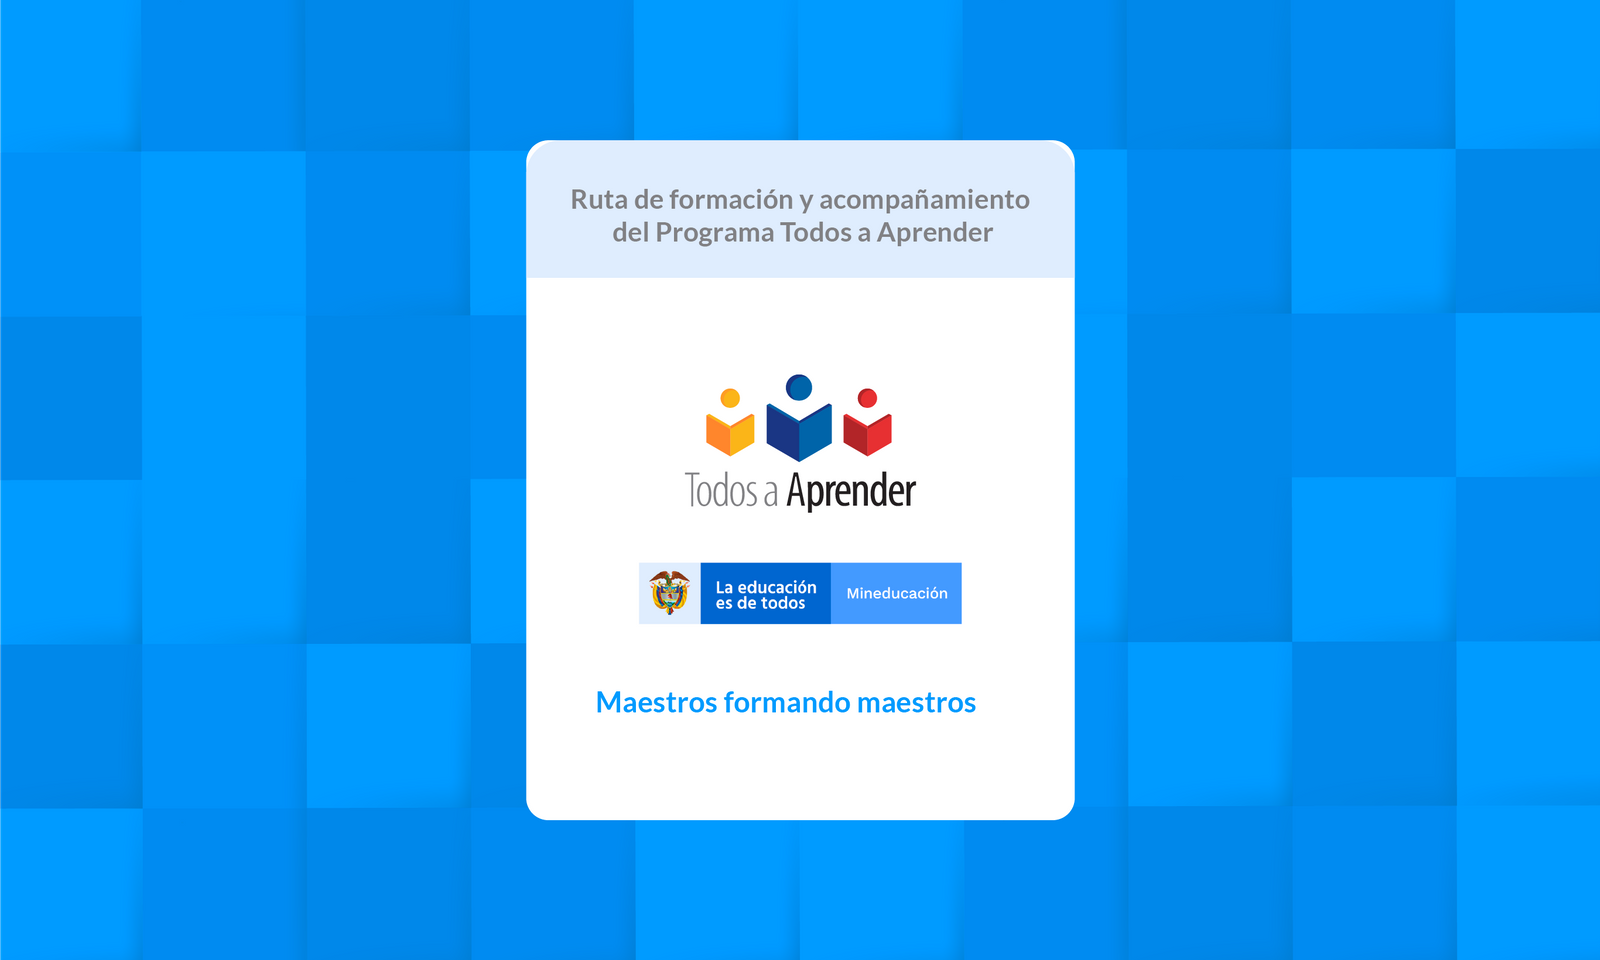 Ruta de formación y acompañamiento
del Programa Todos a Aprender
Todos a Aprender
La educación
es de todos
Mineducación
Maestros formando maestros